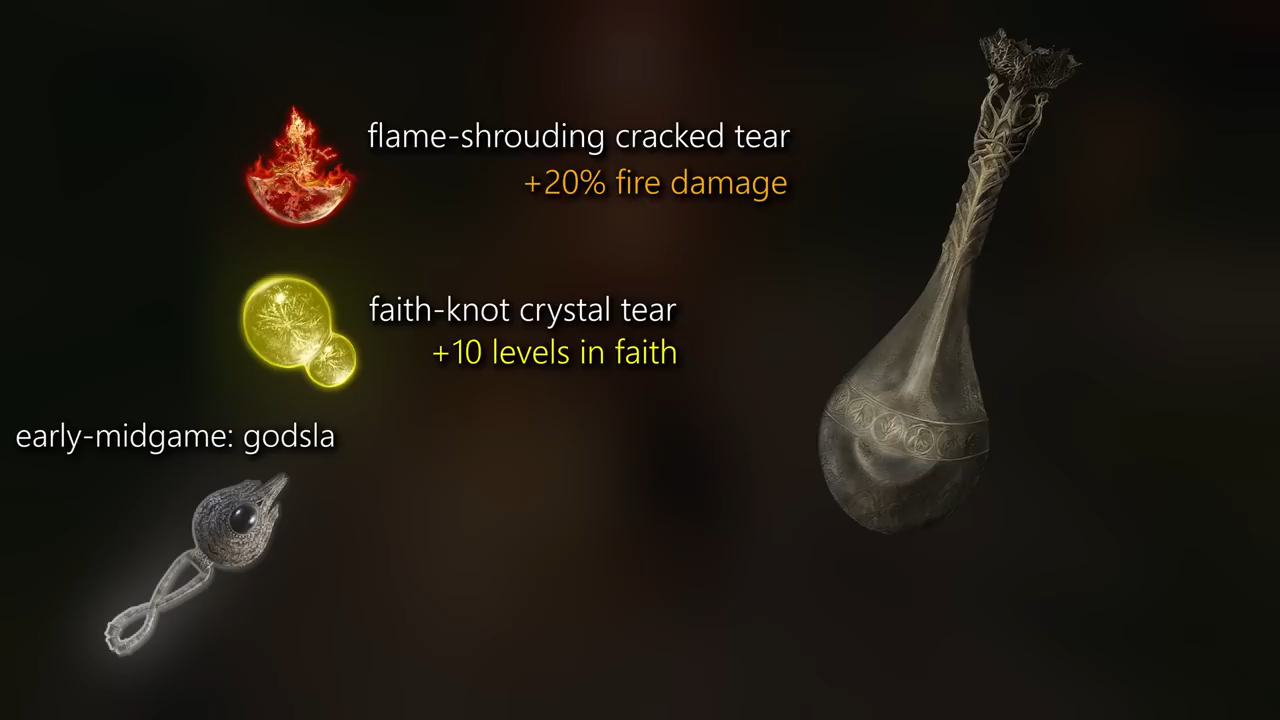 flame-shrouding cracked tear
+20% fire damage
faith-knot crystal tear
+10 levels in faith
early-midgame: godsla